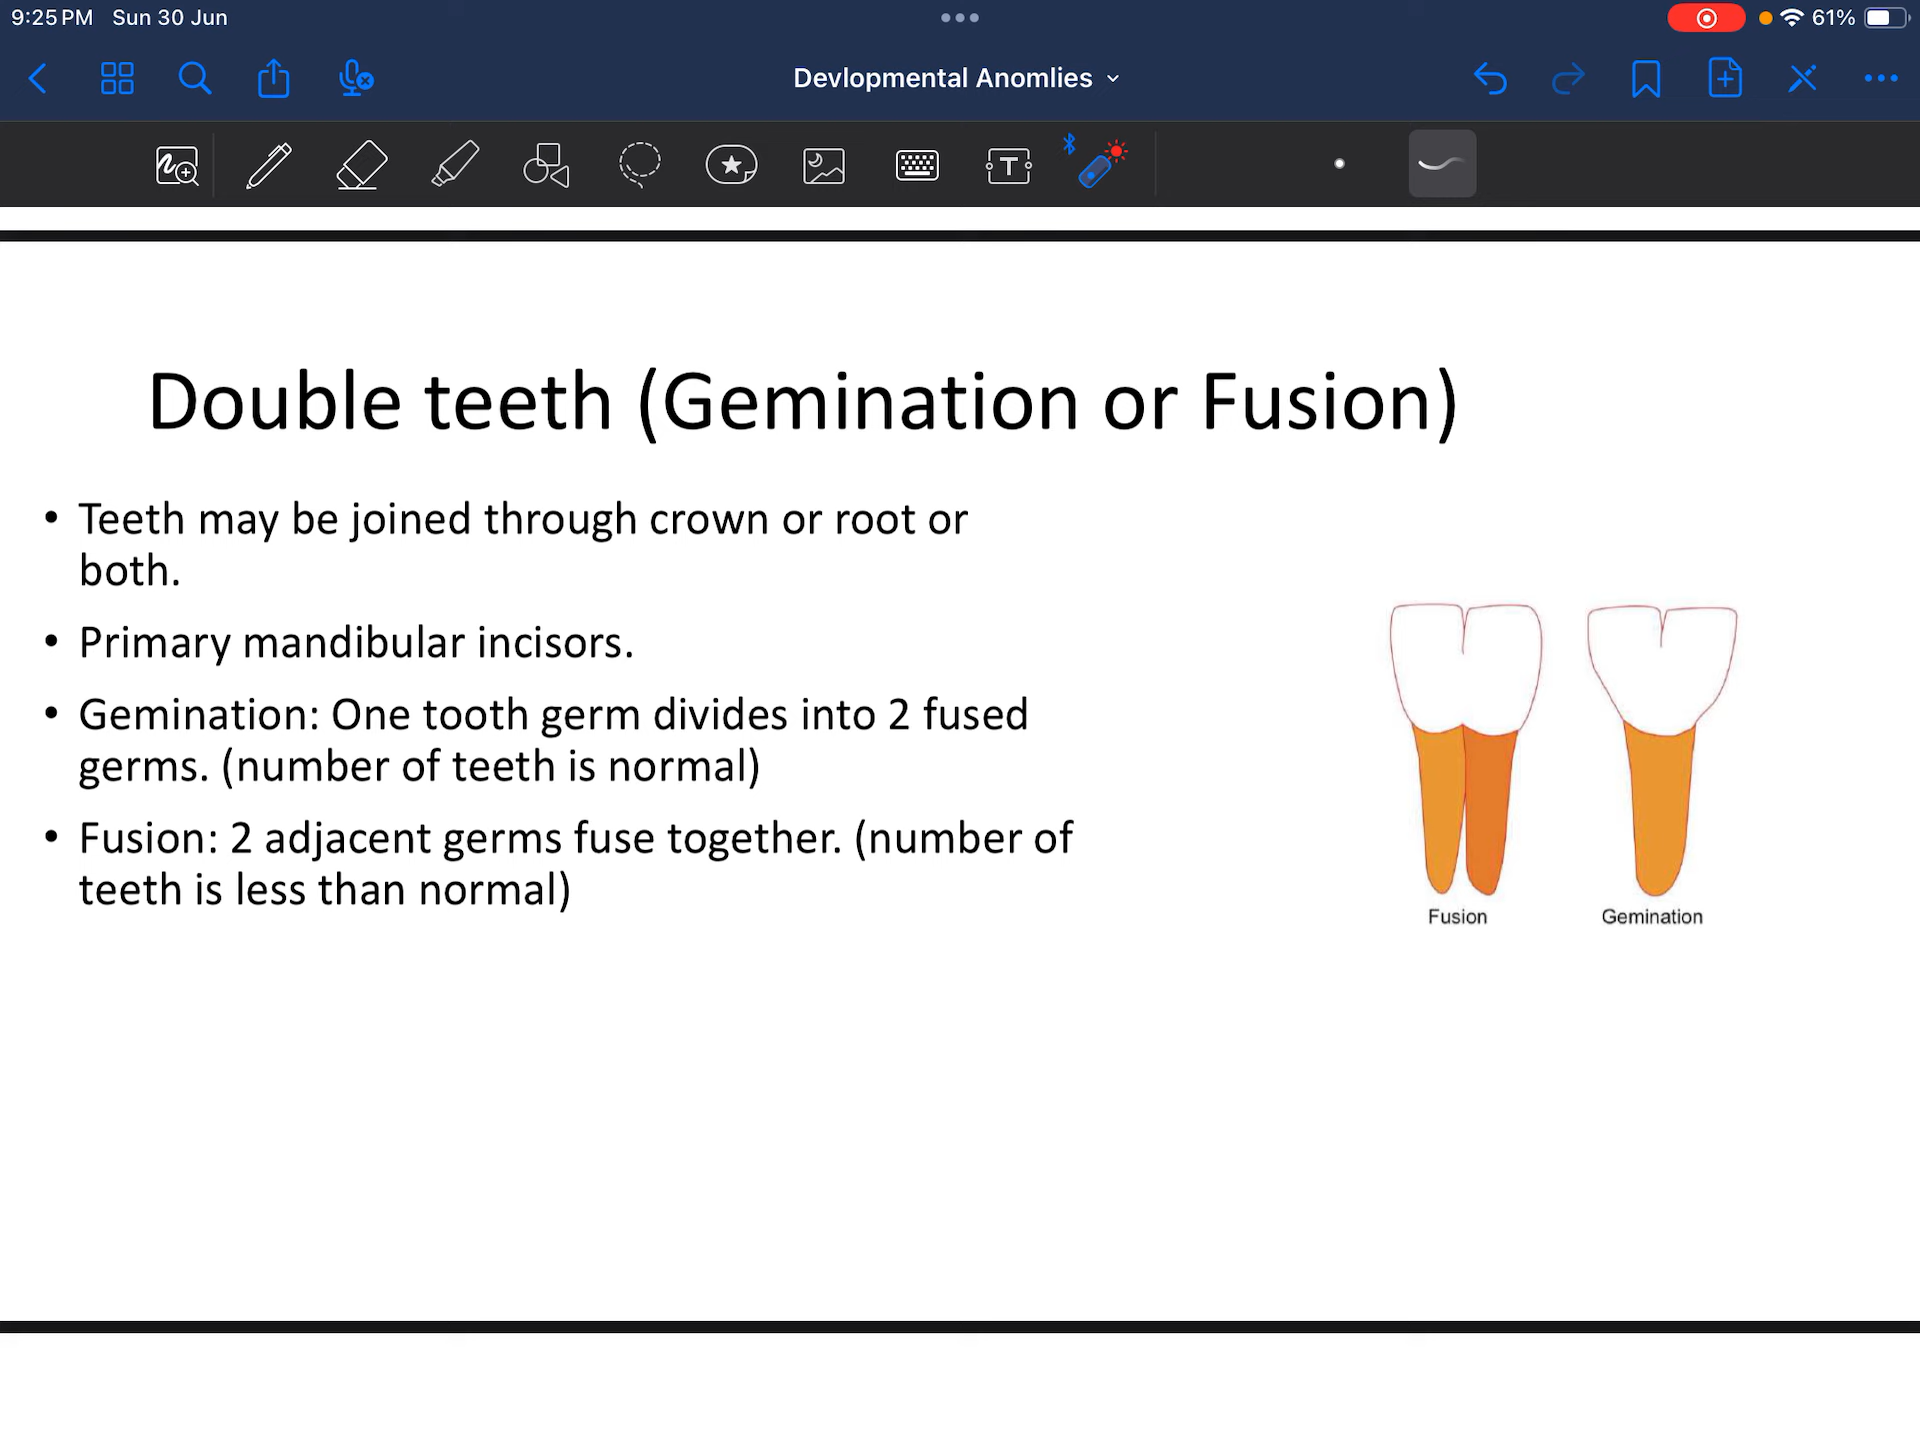 9:25 PM Sun 30 Jun
61%
Devlopmental Anomlies
T
Double teeth (Gemination or Fusion)
• Teeth may be joined through crown or root or
both.
• Primary mandibular incisors.
• Gemination: One tooth germ divides into 2 fused
germs. (number of teeth is normal)
• Fusion: 2 adjacent germs fuse together. (number of
teeth is less than normal)
Fusion
Gemination